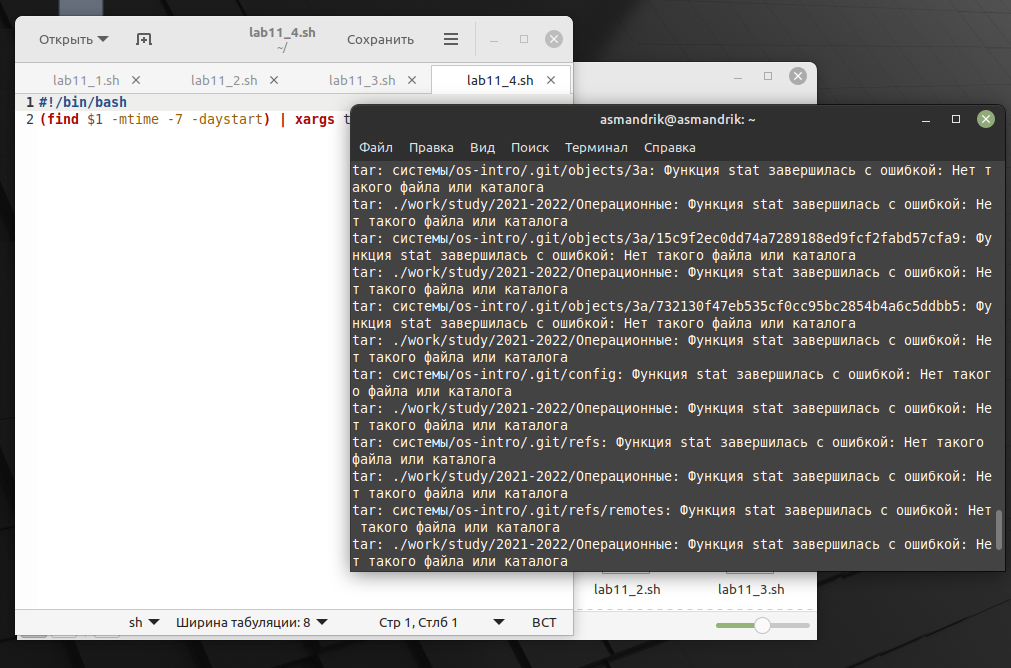 Открыть
lab11_4.sh
~/
Сохранить
lab11_1.sh
lab11_2.sh
lab11_3.sh
lab11_4.sh
1 #!/bin/bash
2 (find $1 -mtime -7 -daystart) | xargs t
asmandrik@asmandrik: ~
Файл Правка Вид Поиск Терминал Справка
tar: системы/os-intro/.git/objects/3a: Функция stat завершилась с ошибкой: Нет т
акого файла или каталога
tar: ./work/study/2021-2022/Операционные: Функция stat завершилась с ошибкой: Не
т такого файла или каталога
tar: системы/os-intro/.git/objects/3a/15c9f2ec0dd74a7289188ed9fcf2fabd57cfa9: Фу
нкция stat завершилась с ошибкой: Нет такого файла или каталога
tar: ./work/study/2021-2022/Операционные: Функция stat завершилась с ошибкой: Не
т такого файла или каталога
tar: системы/os-intro/.git/objects/3a/732130f47eb535cf0cc95bc2854b4a6c5ddbb5: Фу
нкция stat завершилась с ошибкой: Нет такого файла или каталога
tar: ./work/study/2021-2022/Операционные: Функция stat завершилась с ошибкой: Не
т такого файла или каталога
tar: системы/os-intro/.git/config: Функция stat завершилась с ошибкой: Нет таког
о файла или каталога
tar: ./work/study/2021-2022/Операционные: Функция stat завершилась с ошибкой: Не
т такого файла или каталога
tar: системы/os-intro/.git/refs: Функция stat завершилась с ошибкой: Нет такого
файла или каталога
tar: ./work/study/2021-2022/Операционные: Функция stat завершилась с ошибкой: Не
т такого файла или каталога
tar: системы/os-intro/.git/refs/remotes: Функция stat завершилась с ошибкой: Нет
такого файла или каталога
tar: ./work/study/2021-2022/Операционные: Функция stat завершилась с ошибкой: Не
т такого файла или каталога
lab11_2.sh
lab11_3.sh
sh Ширина табуляции: 8 Стр 1, Стлб 1 ВСТ